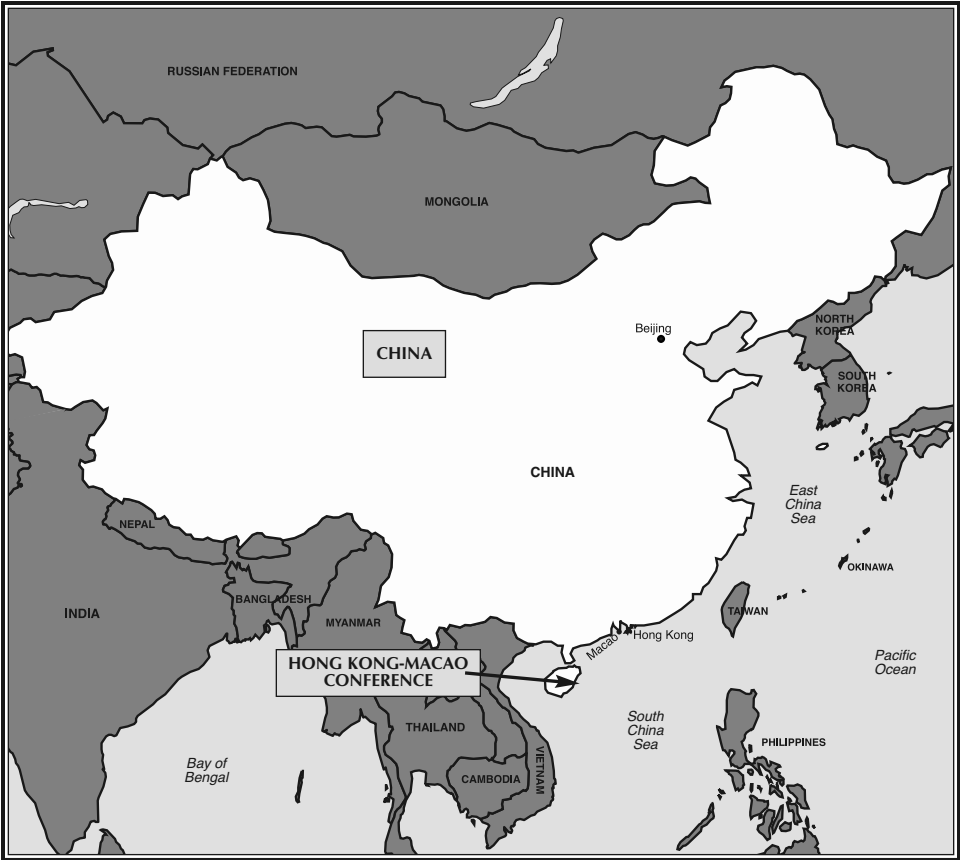 RUSSIAN FEDERATION
MONGOLIA
Beijing
NORTH
KOREA
CHINA
SOUTH
KOREA
CHINA
East
China
Sea
NEPAL
OKINAWA
BANGLADESH
INDIA
TAIWAN
MYANMAR
Macao
Hong Kong
HONG KONG-MACAO
CONFERENCE
Pacific
Ocean
South
China
Sea
THAILAND
PHILIPPINES
Bay of
Bengal
CAMBODIA
VIETNAM